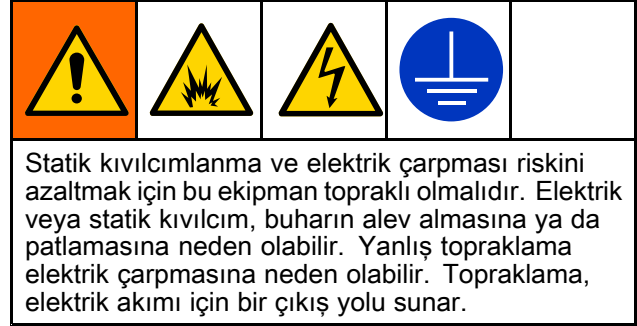 Statik kıvılcımlanma ve elektrik çarpması riskini
azaltmak için bu ekipman topraklı olmalıdır. Elektrik
veya statik kıvılcım, buharın alev almasına ya da
patlamasına neden olabilir. Yanlış topraklama
elektrik çarpmasına neden olabilir. Topraklama,
elektrik akımı için bir çıkış yolu sunar.